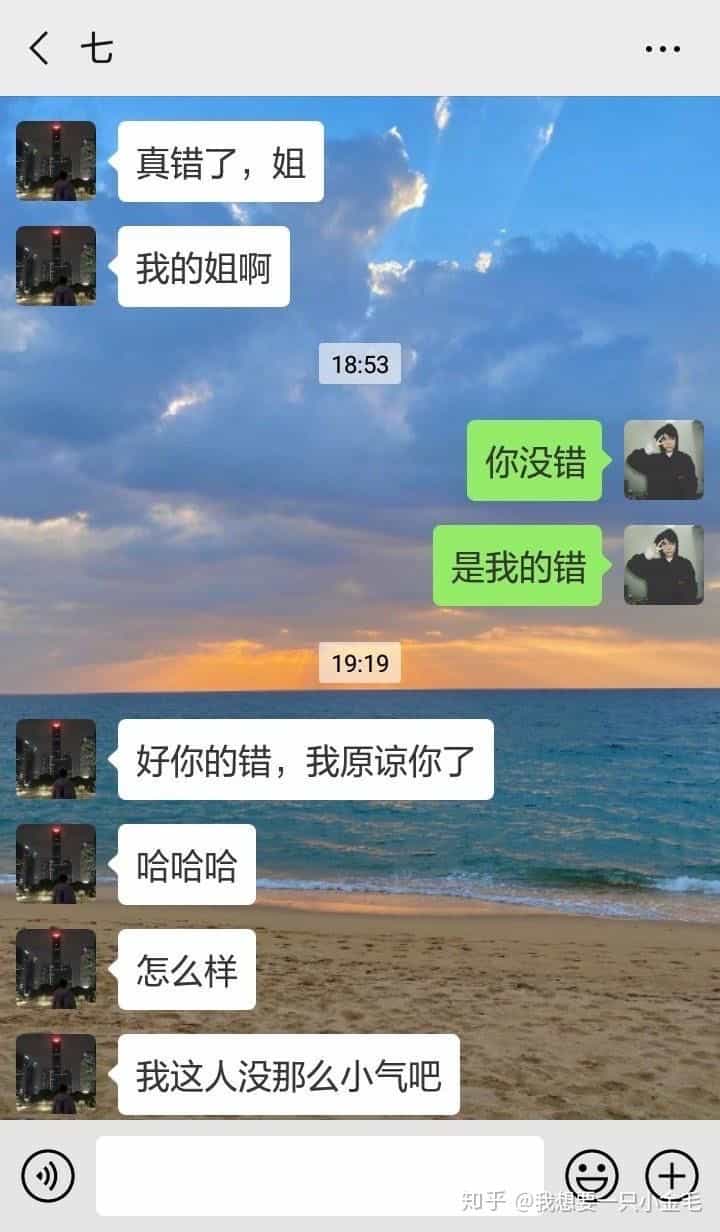 七
真错了，姐
我的姐啊
18:53
你没错
是我的错
19:19
好你的错，我原谅你了
哈哈哈
怎么样
我这人没那么小气吧
知乎 @我想要一只小金毛